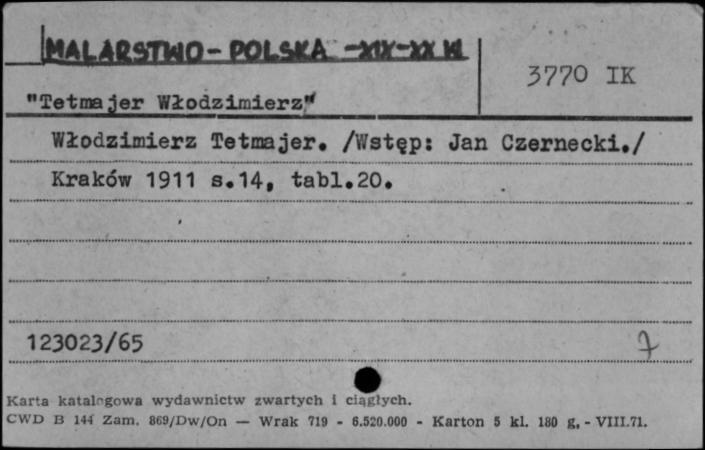 MALARSTWO - POLSKA - XIX-XX W.
3770 IK
"Tetmajer Włodzimierz"
Włodzimierz Tetmajer. /Wstęp: Jan Czernecki./
Kraków 1911 s.14, tabl.20.
123023/65
7
Karta katalogowa wydawnictw zwartych i ciągłych.
CWD B 144 Zam. 869/Dw/On — Wrak 719 - 6.520.000 - Karton 5 kl. 180 g. - VIII.71.